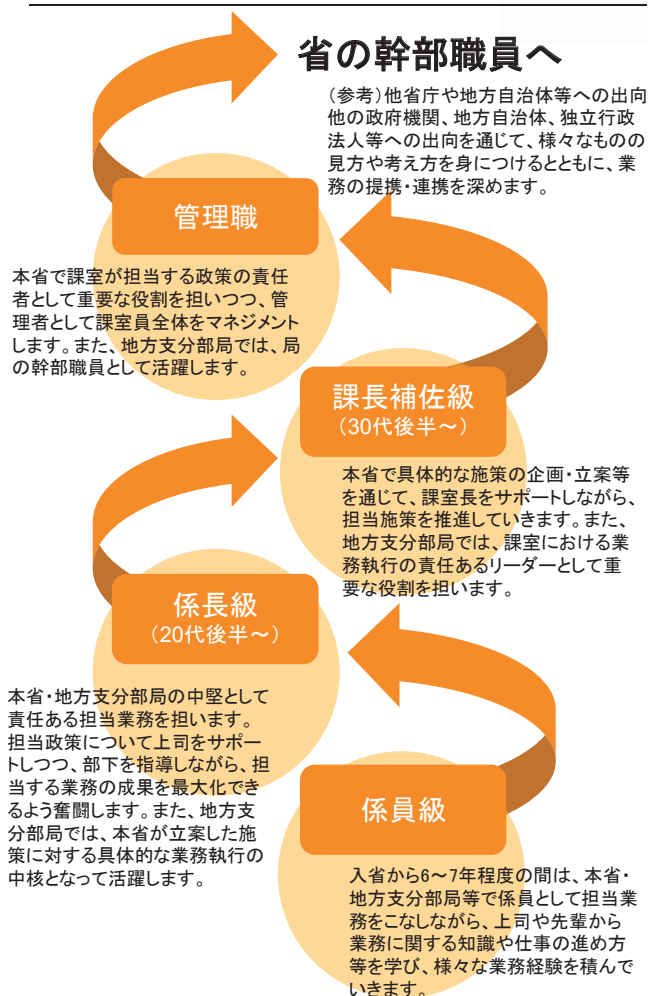 省の幹部職員へ
（参考）他省庁や地方自治体等への出向
他の政府機関、地方自治体、独立行政
法人等への出向を通じて、様々なものの
見方や考え方を身につけるとともに、業
務の提携・連携を深めます。
管理職
本省で課室が担当する政策の責任
者として重要な役割を担いつつ、管
理者として課室員全体をマネジメント
します。また、地方支分部局では、局
の幹部職員として活躍します。
課長補佐級
（30代後半～）
本省で具体的な施策の企画・立案等
を通じて、課室長をサポートしながら、
担当施策を推進していきます。また、
地方支分部局では、課室における業
務執行の責任あるリーダーとして重
要な役割を担います。
係長級
（20代後半～）
本省・地方支分部局の中堅として
責任ある担当業務を担います。
担当政策について上司をサポー
トしつつ、部下を指導しながら、担
当する業務の成果を最大化でき
るよう奮闘します。また、地方支
分部局では、本省が立案した施
策に対する具体的な業務執行の
中核となって活躍します。
係員級
入省から6～7年程度の間は、本省・
地方支分部局等で係員として担当業
務をこなしながら、上司や先輩から
業務に関する知識や仕事の進め方
等を学び、様々な業務経験を積んで
いきます。